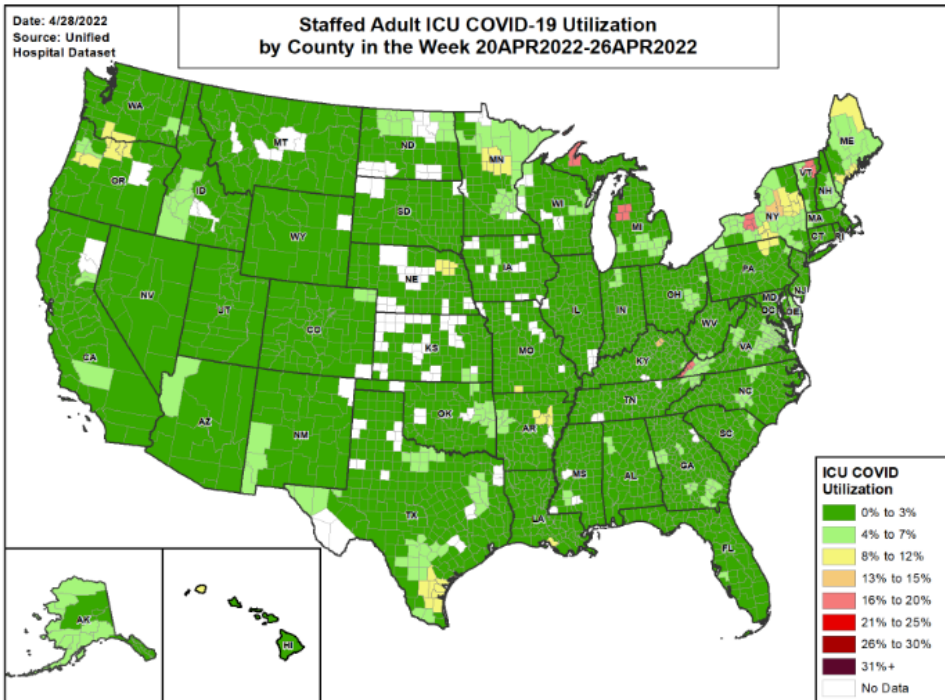 Date: 4/28/2022
Source: Unified
Hospital Dataset
Staffed Adult ICU COVID-19 Utilization
by County in the Week 20APR2022-26APR2022
WA
MT
ND
MN
ME
OR
ID
SD
WI
VT
NH
NY
MA
CT
RI
WY
MI
IA
NE
PA
NJ
NV
UT
CO
IL
IN
OH
MD
DC
DE
WV
CA
KS
MO
KY
VA
AZ
NM
OK
AR
TN
NC
SC
MS
AL
GA
TX
LA
FL
AK
HI
ICU COVID
Utilization
0% to 3%
4% to 7%
8% to 12%
13% to 15%
16% to 20%
21% to 25%
26% to 30%
31%+
No Data